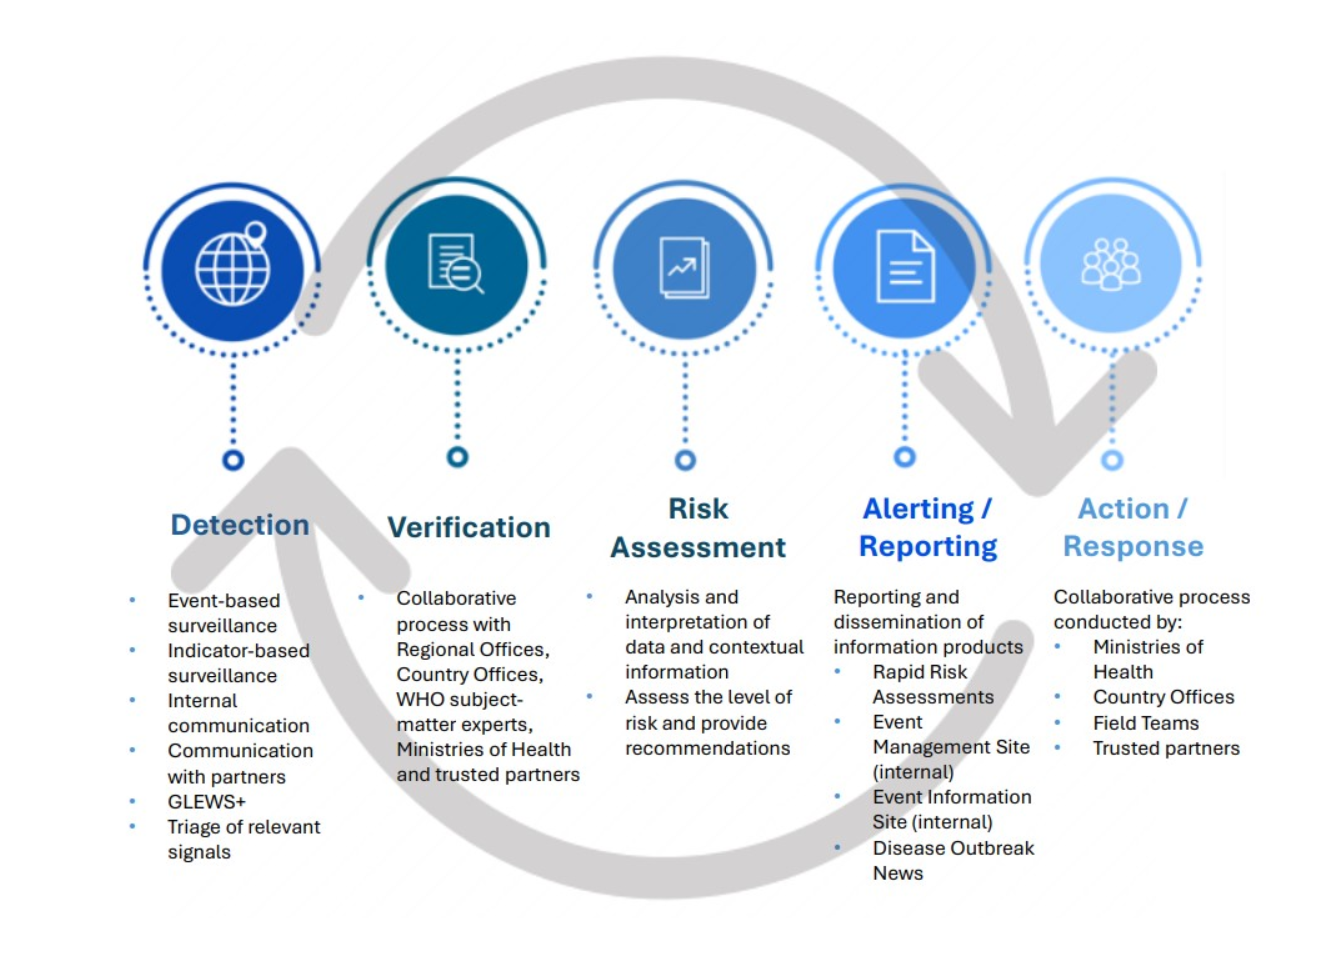 Detection
• Event-based
surveillance
• Indicator-based
surveillance
• Internal
communication
• Communication
with partners
• GLEWS+
• Triage of relevant
signals
Verification
• Collaborative
process with
Regional Offices,
Country Offices,
WHO subject-
matter experts,
Ministries of Health
and trusted partners
Risk
Assessment
• Analysis and
interpretation of
data and contextual
information
• Assess the level of
risk and provide
recommendations
Alerting /
Reporting
Reporting and
dissemination of
information products
• Rapid Risk
Assessments
• Event
Management Site
(internal)
• Event Information
Site (internal)
• Disease Outbreak
News
Action /
Response
Collaborative process
conducted by:
• Ministries of
Health
• Country Offices
• Field Teams
• Trusted partners